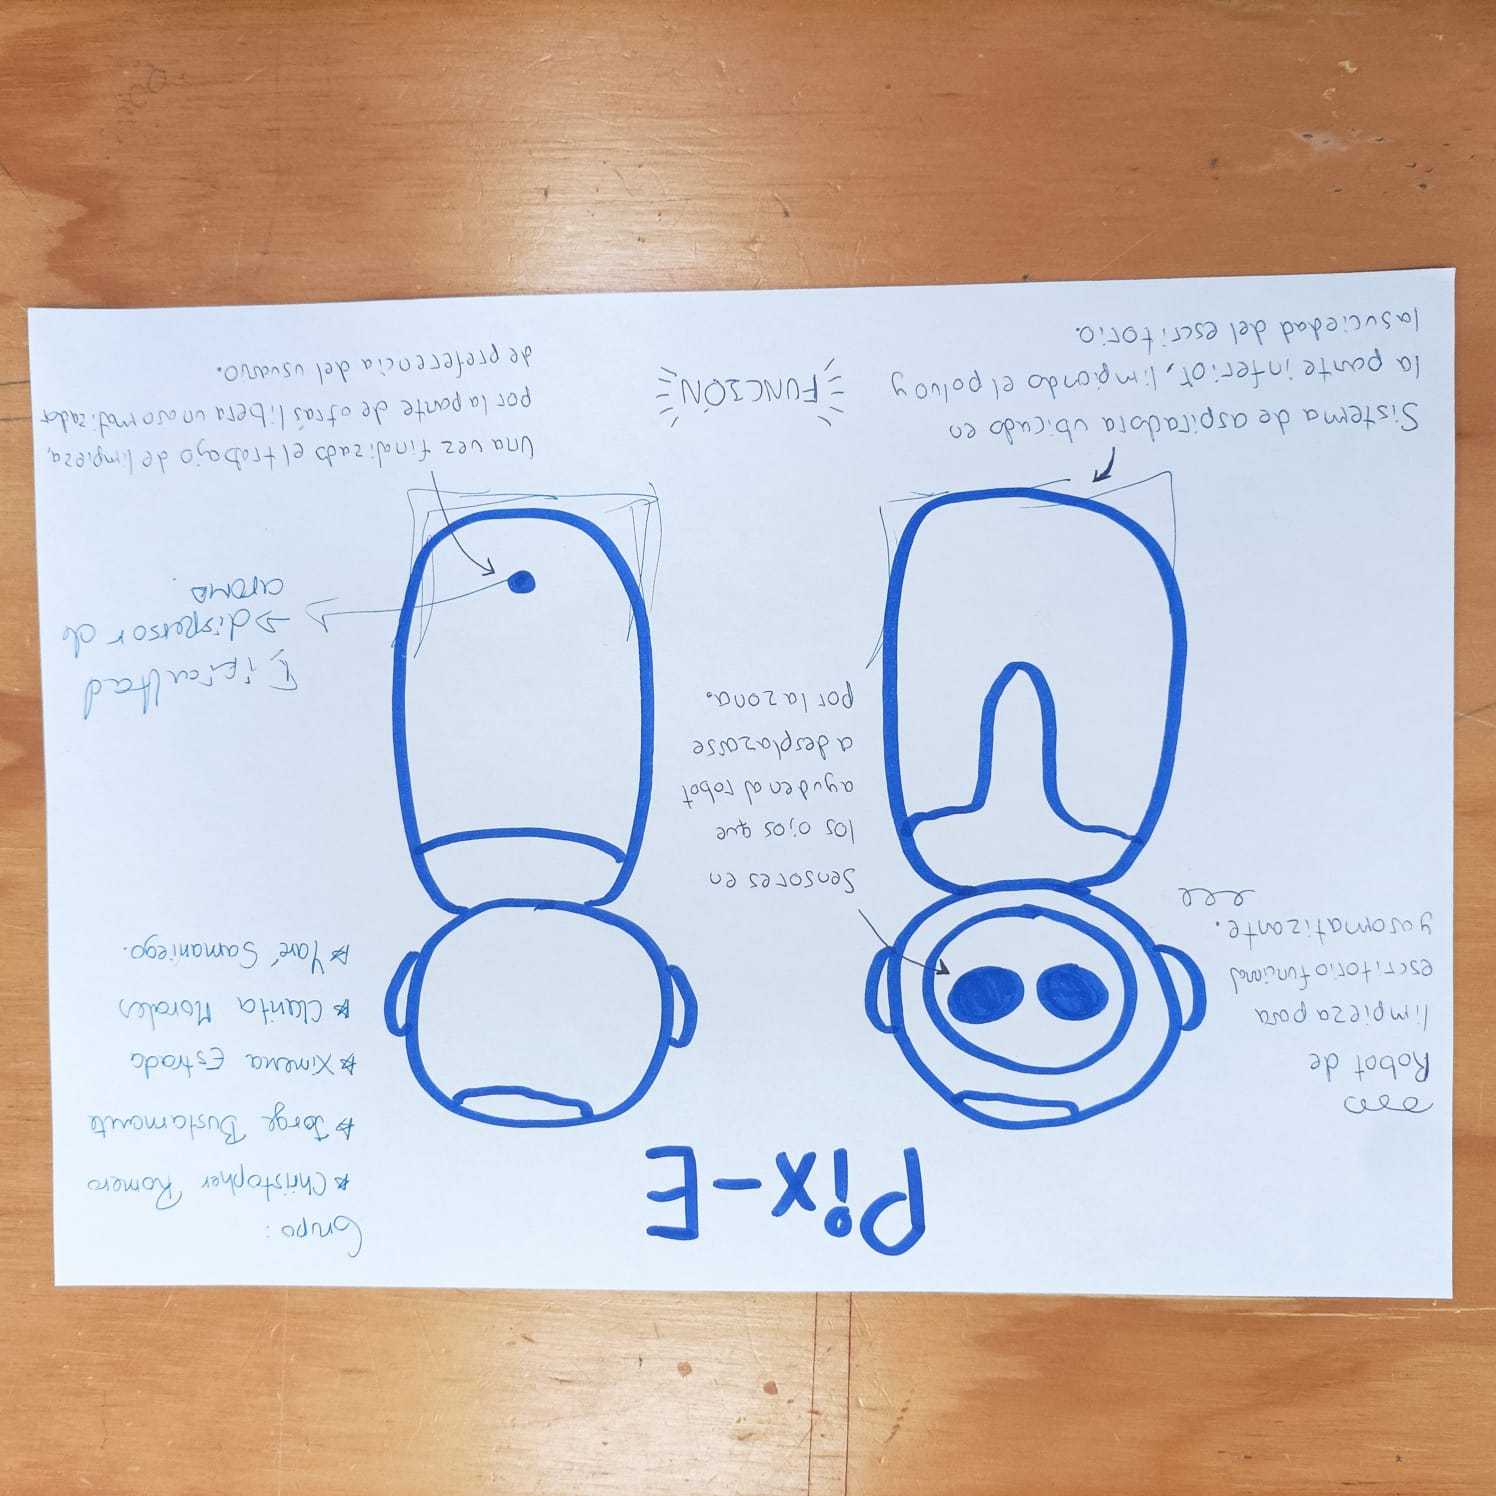 Pix-E
Grupo:
Christopher Romero
Jorge Bustamante
Ximena Estrada
Clarita Morales
Yaré Samaniego.
Robot de
limpieza para
escritorio funcional
y aromatizante.
Sensores en
los ojos que
ayuden al robot
a desplazarse
por la zona.
Dificultad
→ dispersor de
aroma.
Sistema de aspiradora ubicado en
la parte inferior, limpiando el polvo y
la suciedad del escritorio.
FUNCIÓN
Una vez finalizado el trabajo de limpieza,
por la parte de atrás libera un aromatizador
de preferencia del usuario.